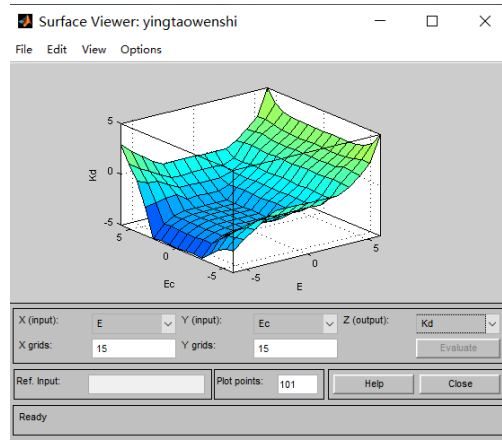 Surface Viewer: yingtaowenshi
File Edit View Options
5
0
-5
Kd
5
0
-5
Ec
-5
0
5
E
X (input): E Y (input): Ec Z (output): Kd
X grids: 15 Y grids: 15 Evaluate
Ref. Input: Plot points: 101 Help Close
Ready